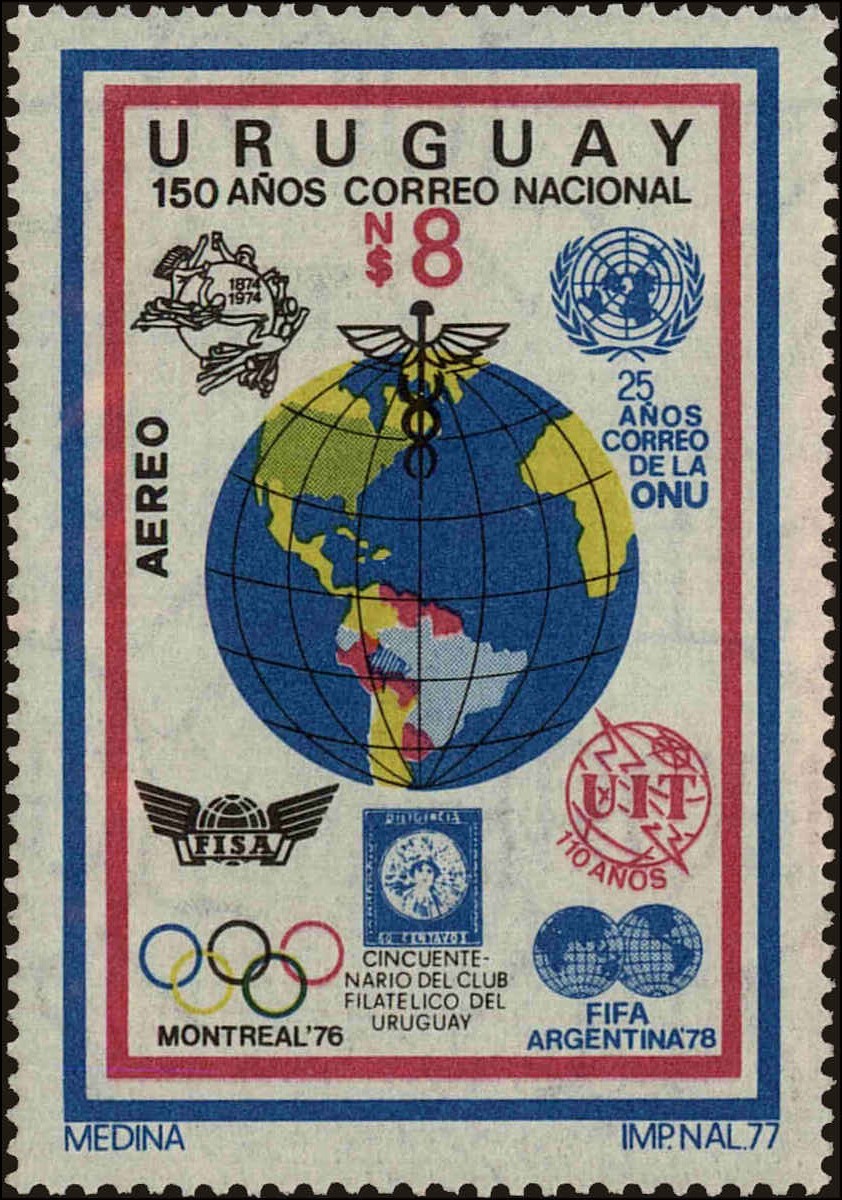 URUGUAY
150 AÑOS CORREO NACIONAL
N$ 8
1874
1974
25
AÑOS
CORREO
DE LA
ONU
AEREO
UIT
110 AÑOS
FISA
CINCUENTE-
NARIO DEL CLUB
FILATELICO DEL
URUGUAY
MONTREAL'76
FIFA
ARGENTINA'78
MEDINA
IMP.NAL.77